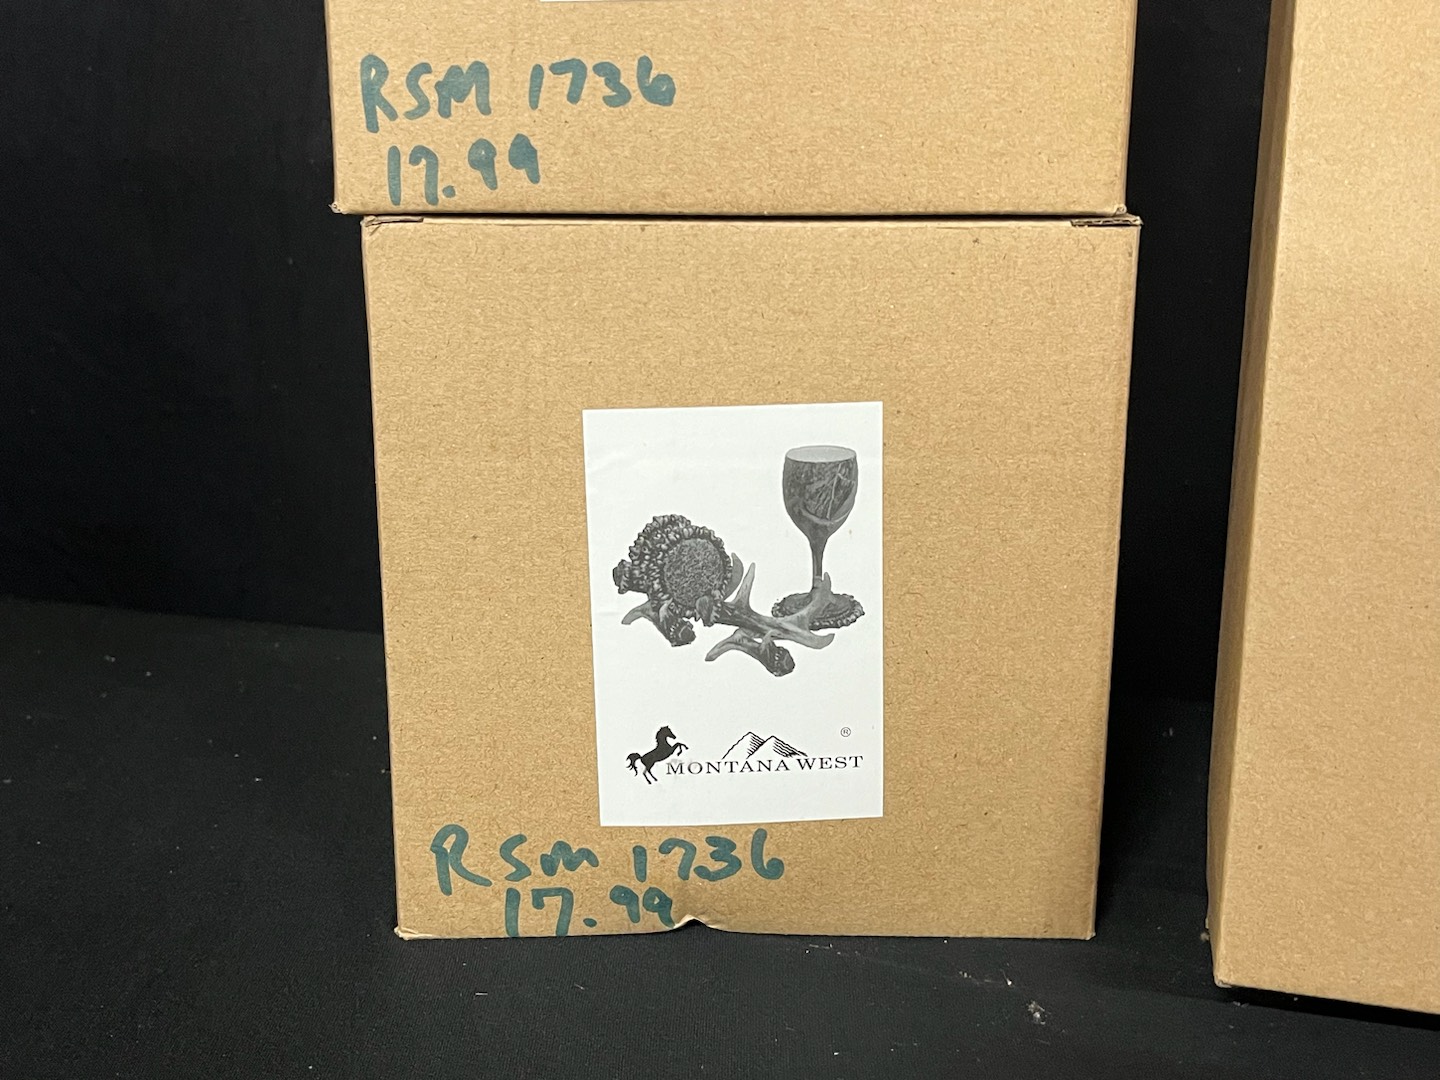 RSM 1736
17.99
®
MONTANA WEST
RSM 1736
17.99